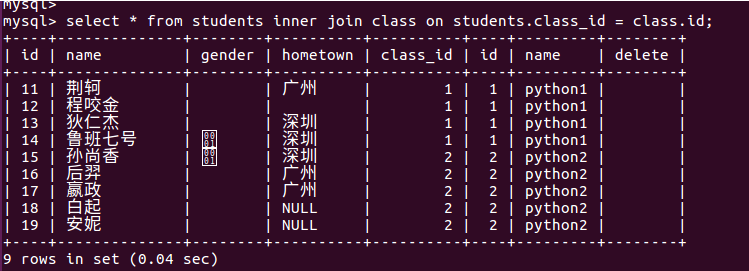 mysql>
mysql> select * from students inner join class on students.class_id = class.id;
+----+--------------+--------+----------+----------+----+---------+--------+
| id | name | gender | hometown | class_id | id | name | delete |
+----+--------------+--------+----------+----------+----+---------+--------+
| 11 | 荆轲 | | 广州 | 1 | 1 | python1 | |
| 12 | 程咬金 | | | 1 | 1 | python1 | |
| 13 | 狄仁杰 | | 深圳 | 1 | 1 | python1 | |
| 14 | 鲁班七号 | 0001 | 深圳 | 1 | 1 | python1 | |
| 15 | 孙尚香 | 0001 | 深圳 | 2 | 2 | python2 | |
| 16 | 后羿 | | 广州 | 2 | 2 | python2 | |
| 17 | 嬴政 | | 广州 | 2 | 2 | python2 | |
| 18 | 白起 | | NULL | 2 | 2 | python2 | |
| 19 | 安妮 | | NULL | 2 | 2 | python2 | |
+----+--------------+--------+----------+----------+----+---------+--------+
9 rows in set (0.04 sec)